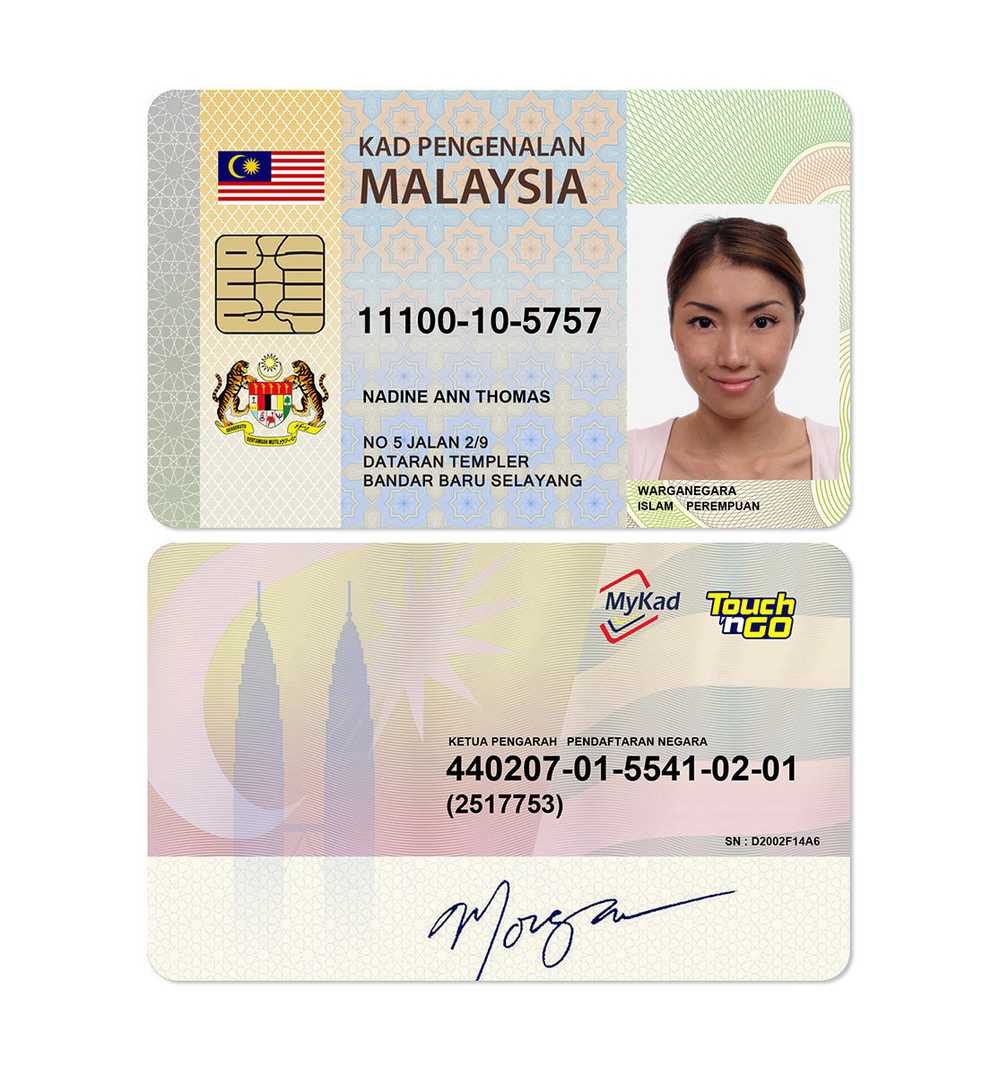 KAD PENGENALAN
MALAYSIA
11100-10-5757
NADINE ANN THOMAS
NO 5 JALAN 2/9
DATARAN TEMPLER
BANDAR BARU SELAYANG
WARGANEGARA
ISLAM PEREMPUAN
MyKad
Touch
'n GO
KETUA PENGARAH PENDAFTARAN NEGARA
440207-01-5541-02-01
(2517753)
SN : D2002F14A6
Morgan